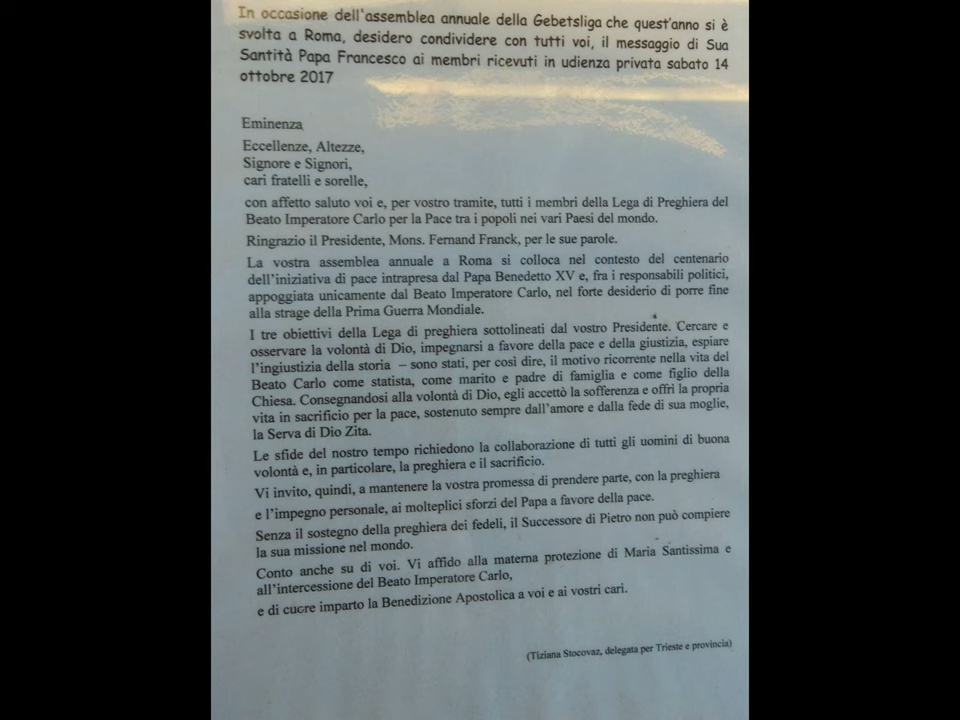 In occasione dell'assemblea annuale della Gebetsliga che quest'anno si è
svolta a Roma, desidero condividere con tutti voi, il messaggio di Sua
Santità Papa Francesco ai membri ricevuti in udienza privata sabato 14
ottobre 2017
Eminenza
Eccellenze, Altezze,
Signore e Signori,
cari fratelli e sorelle,
con affetto saluto voi e, per vostro tramite, tutti i membri della Lega di Preghiera del
Beato Imperatore Carlo per la Pace tra i popoli nei vari Paesi del mondo.
Ringrazio il Presidente, Mons. Fernand Franck, per le sue parole.
La vostra assemblea annuale a Roma si colloca nel contesto del centenario
dell'iniziativa di pace intrapresa dal Papa Benedetto XV e, fra i responsabili politici,
appoggiata unicamente dal Beato Imperatore Carlo, nel forte desiderio di porre fine
alla strage della Prima Guerra Mondiale.
I tre obiettivi della Lega di preghiera sottolineati dal vostro Presidente. Cercare e
osservare la volontà di Dio, impegnarsi a favore della pace e della giustizia, espiare
l'ingiustizia della storia – sono stati, per così dire, il motivo ricorrente nella vita del
Beato Carlo come statista, come marito e padre di famiglia e come figlio della
Chiesa. Consegnandosi alla volontà di Dio, egli accettò la sofferenza e offrì la propria
vita in sacrificio per la pace, sostenuto sempre dall'amore e dalla fede di sua moglie,
la Serva di Dio Zita.
Le sfide del nostro tempo richiedono la collaborazione di tutti gli uomini di buona
volontà e, in particolare, la preghiera e il sacrificio.
Vi invito, quindi, a mantenere la vostra promessa di prendere parte, con la preghiera
e l'impegno personale, ai molteplici sforzi del Papa a favore della pace.
Senza il sostegno della preghiera dei fedeli, il Successore di Pietro non può compiere
la sua missione nel mondo.
Conto anche su di voi. Vi affido alla materna protezione di Maria Santissima e
all'intercessione del Beato Imperatore Carlo,
e di cuore imparto la Benedizione Apostolica a voi e ai vostri cari.
(Tiziana Stocovaz, delegata per Trieste e provincia)